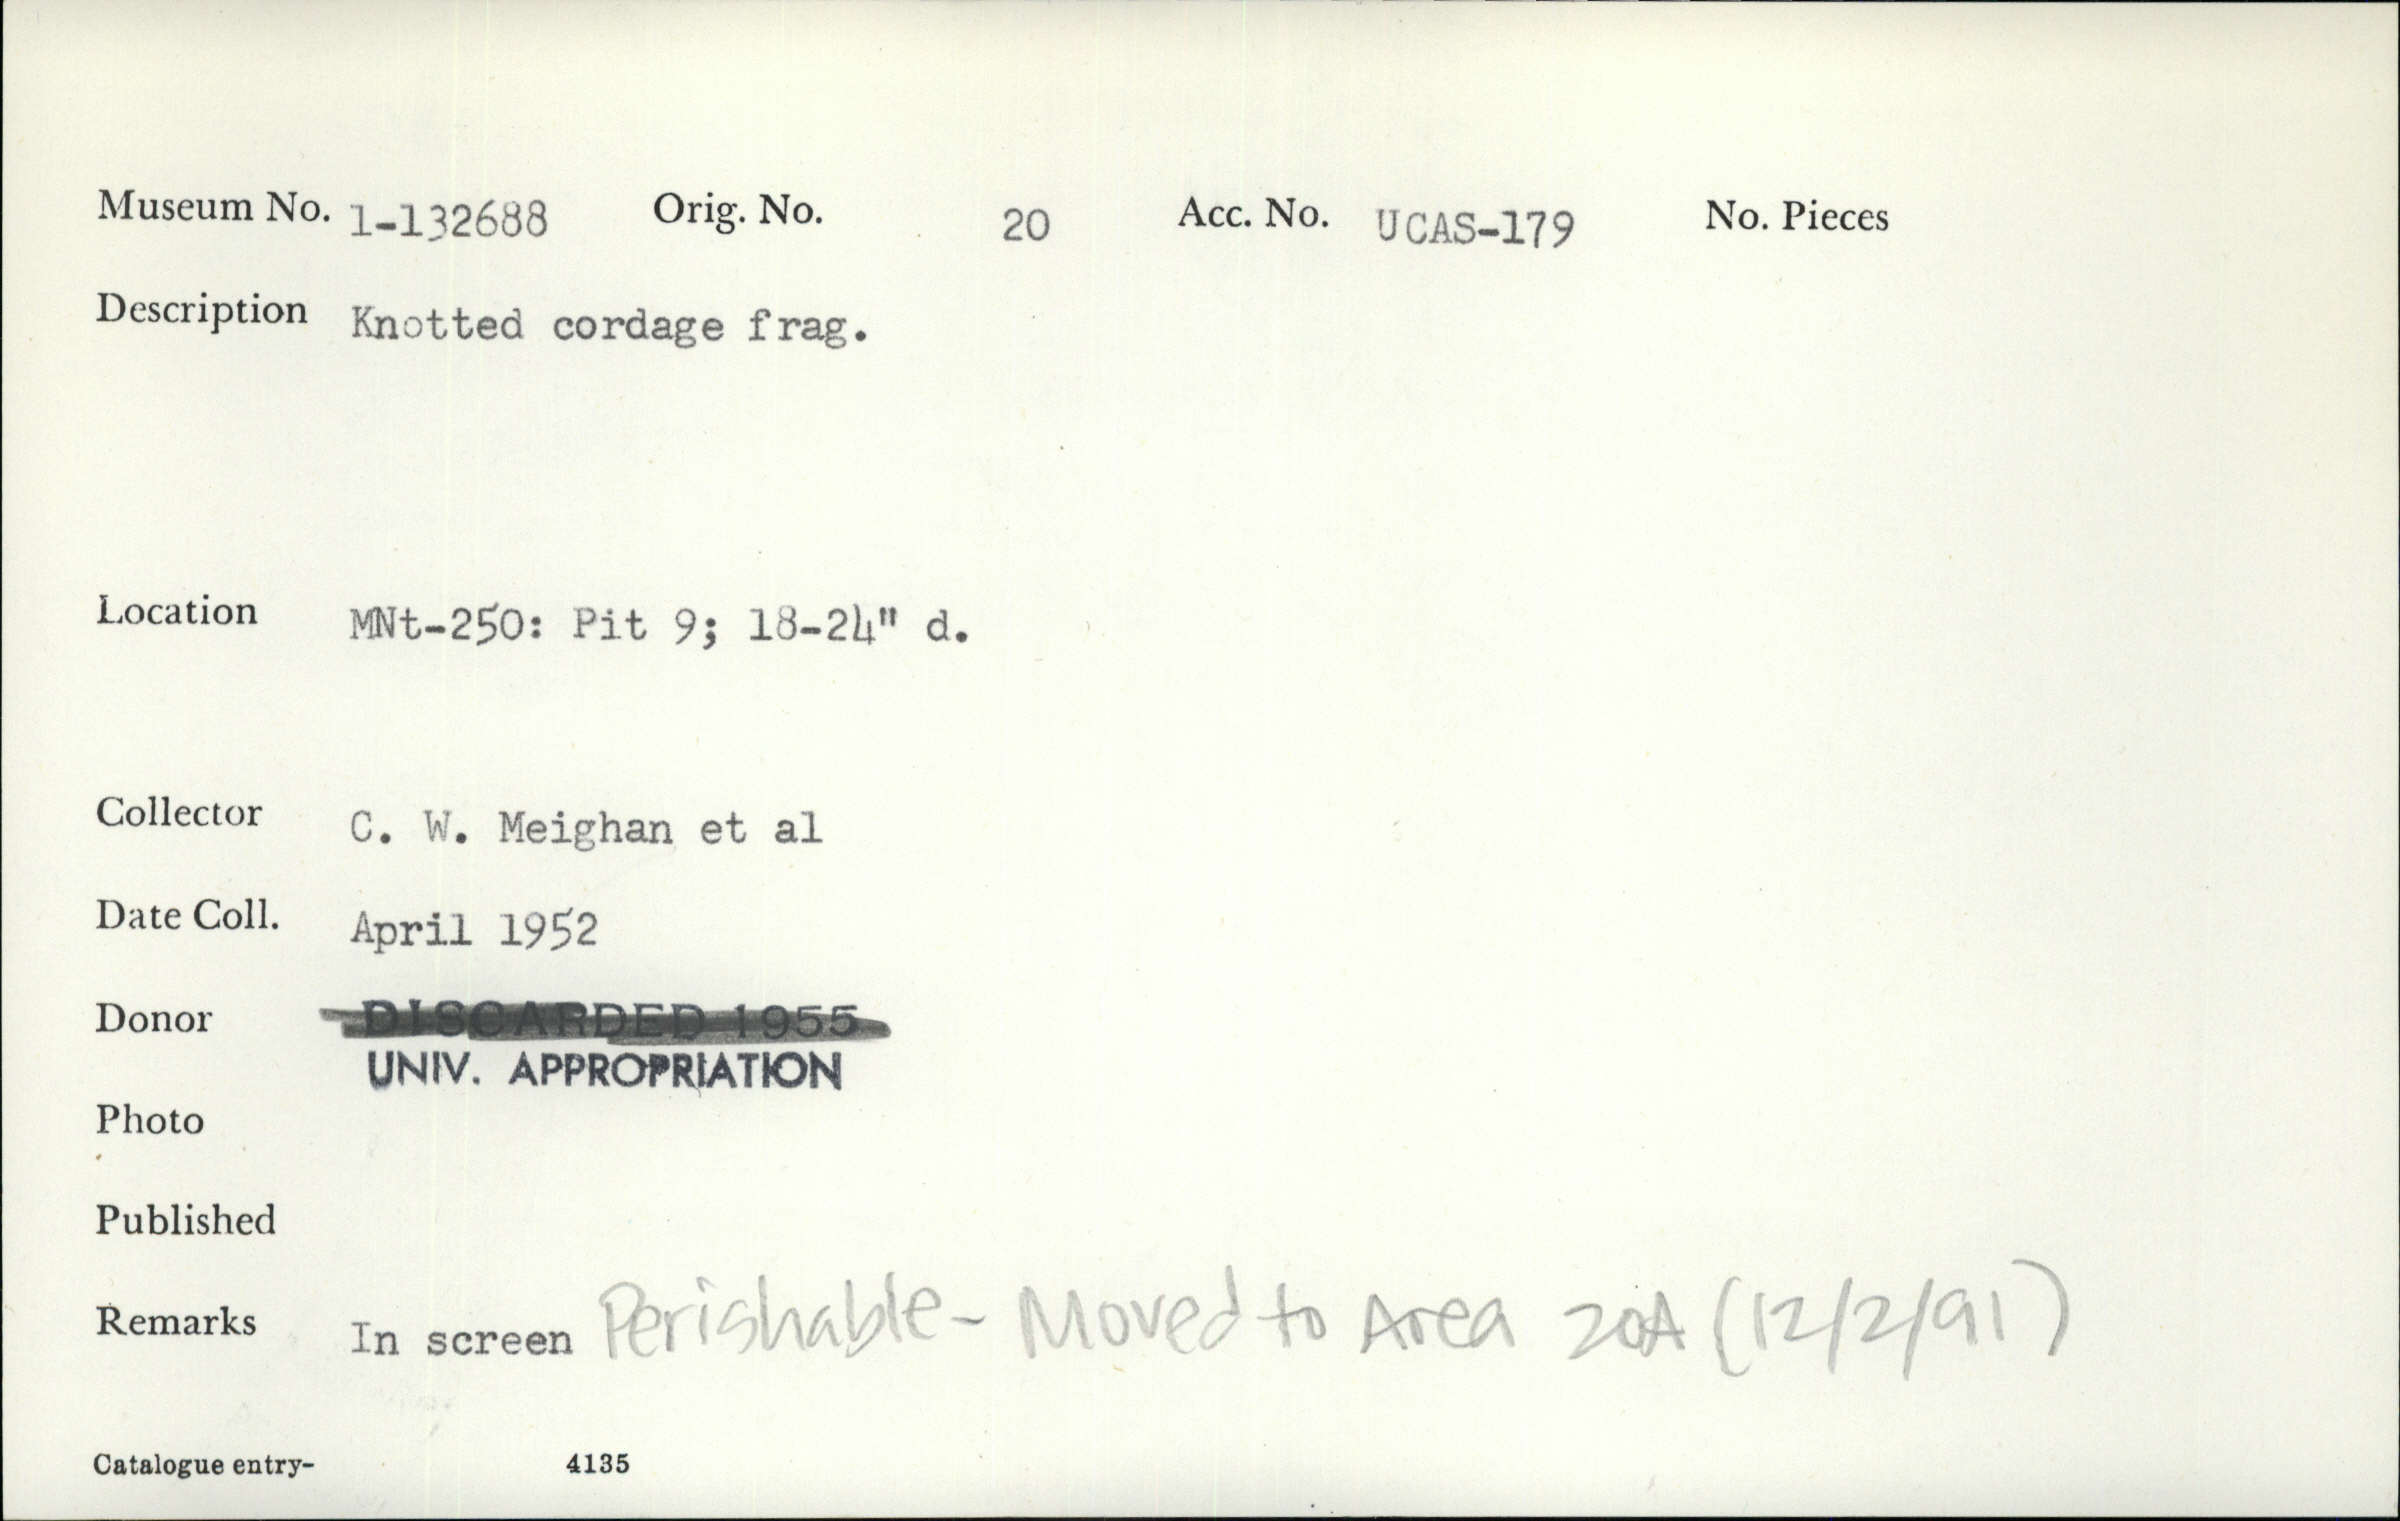 Museum No. 1-132688 Orig. No. 20 Acc. No. UCAS-179 No. Pieces
Description Knotted cordage frag.
Location MNt-250: Pit 9; 18-24" d.
Collector C. W. Meighan et al
Date Coll. April 1952
Donor DISCARDED 1955
UNIV. APPROPRIATION
Photo
Published
Remarks In screen Perishable - Moved to Area 20A (12/2/91)
Catalogue entry- 4135